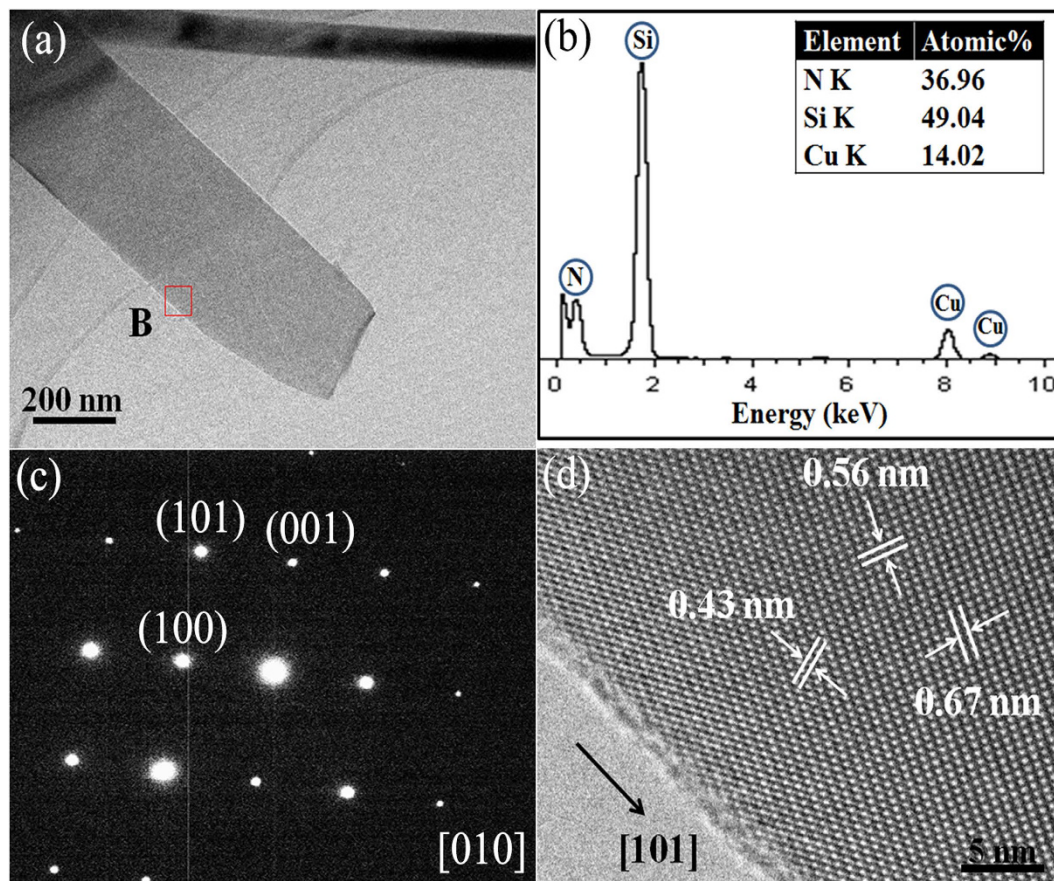 (a)
B
200 nm
(b)
Si
N
Cu
Cu
Element Atomic%
N K 36.96
Si K 49.04
Cu K 14.02
0 2 4 6 8 10
Energy (keV)
(c)
(101)
(001)
(100)
[010]
(d)
0.56 nm
0.43 nm
0.67 nm
[101]
5 nm